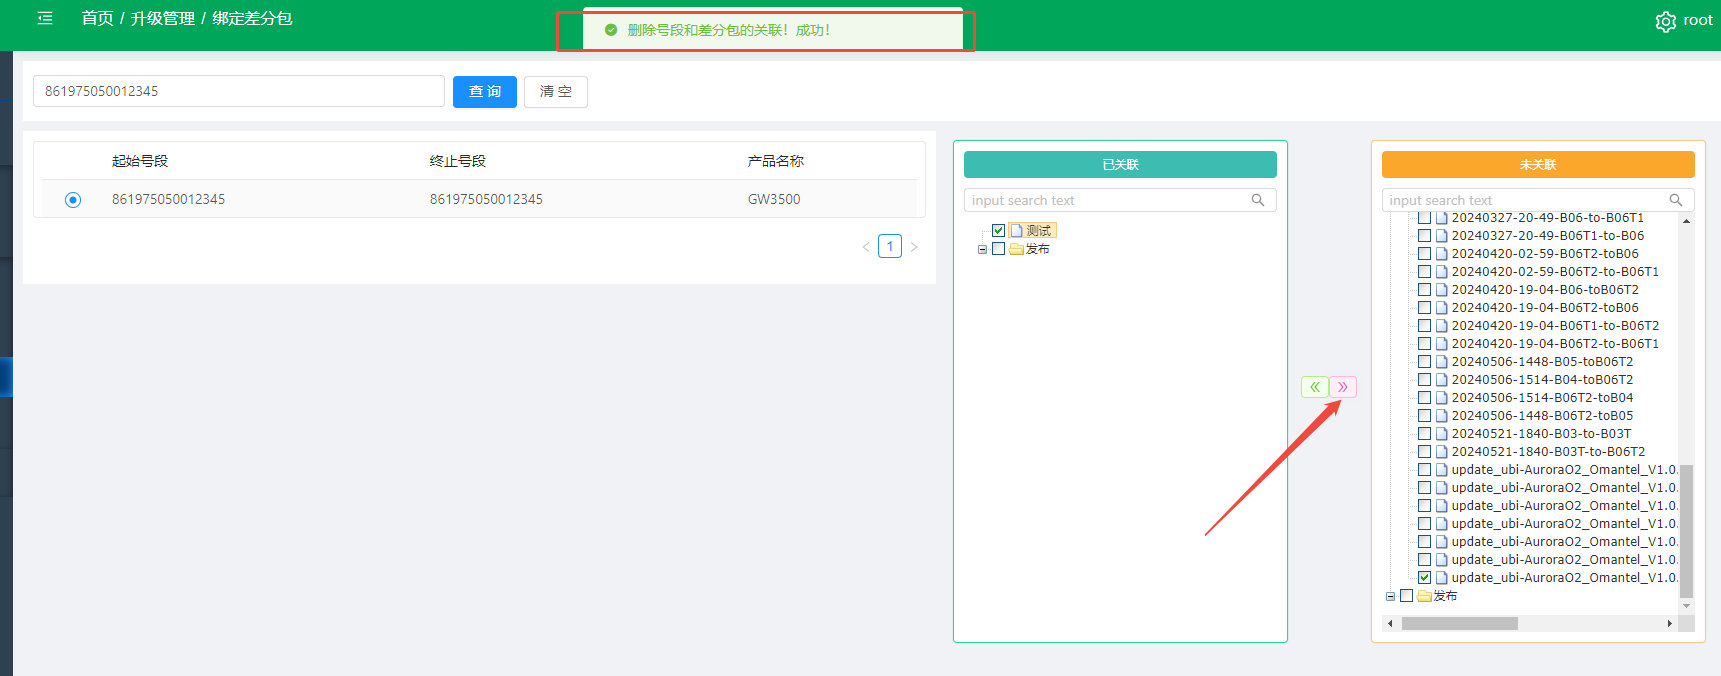 首页 / 升级管理 / 绑定差分包
删除号段和差分包的关联！成功！
root
861975050012345
查 询
清 空
起始号段 终止号段 产品名称
861975050012345 861975050012345 GW3500
1
已关联
input search text
测试
发布
未关联
input search text
20240327-20-49-B06-to-B06T1
20240327-20-49-B06T1-to-B06
20240420-02-59-B06T2-toB06
20240420-02-59-B06T2-to-B06T1
20240420-19-04-B06-toB06T2
20240420-19-04-B06T2-toB06
20240420-19-04-B06T1-to-B06T2
20240420-19-04-B06T2-to-B06T1
20240506-1448-B05-toB06T2
20240506-1514-B04-toB06T2
20240506-1514-B06T2-toB04
20240506-1448-B06T2-toB05
20240521-1840-B03-to-B03T
20240521-1840-B03T-to-B06T2
update_ubi-AuroraO2_Omantel_V1.0.
update_ubi-AuroraO2_Omantel_V1.0.
update_ubi-AuroraO2_Omantel_V1.0.
update_ubi-AuroraO2_Omantel_V1.0.
update_ubi-AuroraO2_Omantel_V1.0.
update_ubi-AuroraO2_Omantel_V1.0.
update_ubi-AuroraO2_Omantel_V1.0.
发布